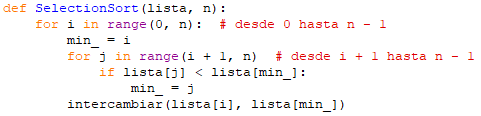 def SelectionSort(lista, n):
    for i in range(0, n):  # desde 0 hasta n - 1
        min_ = i
        for j in range(i + 1, n)  # desde i + 1 hasta n - 1
            if lista[j] < lista[min_]:
                min_ = j
        intercambiar(lista[i], lista[min_])